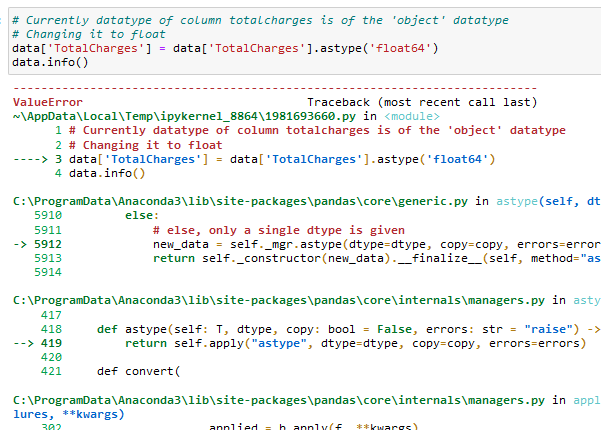 # Currently datatype of column totalcharges is of the 'object' datatype
# Changing it to float
data['TotalCharges'] = data['TotalCharges'].astype('float64')
data.info()
---------------------------------------------------------------------------
ValueError                                Traceback (most recent call last)
~\AppData\Local\Temp\ipykernel_8864\1981693660.py in <module>
      1 # Currently datatype of column totalcharges is of the 'object' datatype
      2 # Changing it to float
----> 3 data['TotalCharges'] = data['TotalCharges'].astype('float64')
      4 data.info()
C:\ProgramData\Anaconda3\lib\site-packages\pandas\core\generic.py in astype(self, dt
   5910         else:
   5911             # else, only a single dtype is given
-> 5912             new_data = self._mgr.astype(dtype=dtype, copy=copy, errors=error
   5913             return self._constructor(new_data).__finalize__(self, method="as
   5914
C:\ProgramData\Anaconda3\lib\site-packages\pandas\core\internals\managers.py in asty
    417
    418     def astype(self: T, dtype, copy: bool = False, errors: str = "raise") ->
--> 419         return self.apply("astype", dtype=dtype, copy=copy, errors=errors)
    420
    421     def convert(
C:\ProgramData\Anaconda3\lib\site-packages\pandas\core\internals\managers.py in appl
lures, **kwargs)
    302                     applied = b.apply(f, **kwargs)